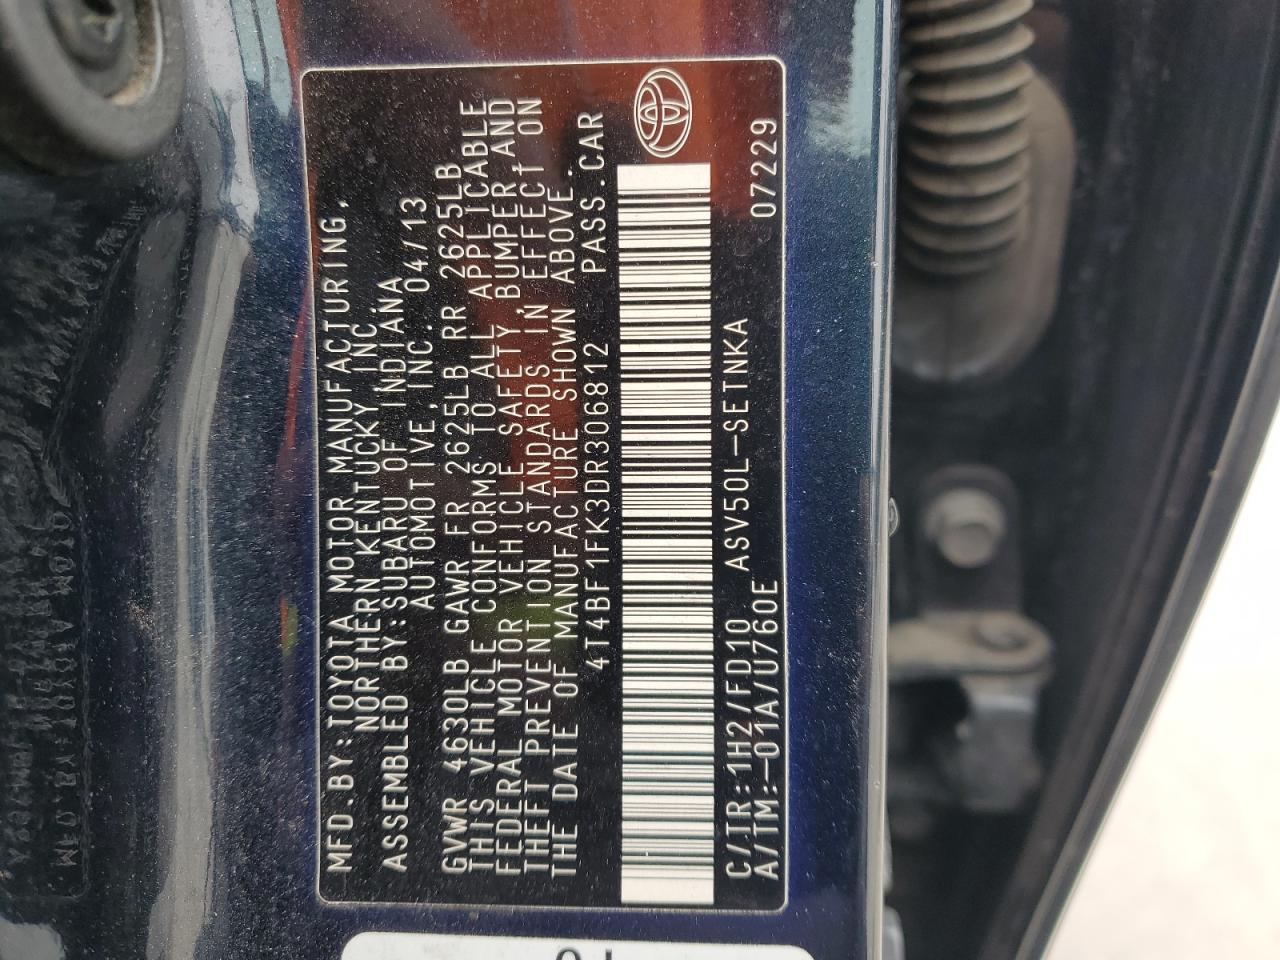 MFD.BY:TOYOTA MOTOR MANUFACTURING,
NORTHERN KENTUCKY INC.
ASSEMBLED BY:SUBARU OF INDIANA
AUTOMOTIVE, INC. 04/13
GVWR 4630LB GAWR FR 2625LB RR 2625LB
THIS VEHICLE CONFORMS TO ALL APPLICABLE
FEDERAL MOTOR VEHICLE SAFETY,BUMPER,AND
THEFT PREVENTION STANDARDS IN EFFECT ON
THE DATE OF MANUFACTURE SHOWN ABOVE.
4T4BF1FK3DR306812 PASS.CAR
C/TR:1H2/FD10 ASV50L-SETNKA
A/TM:-01A/U760E 07229